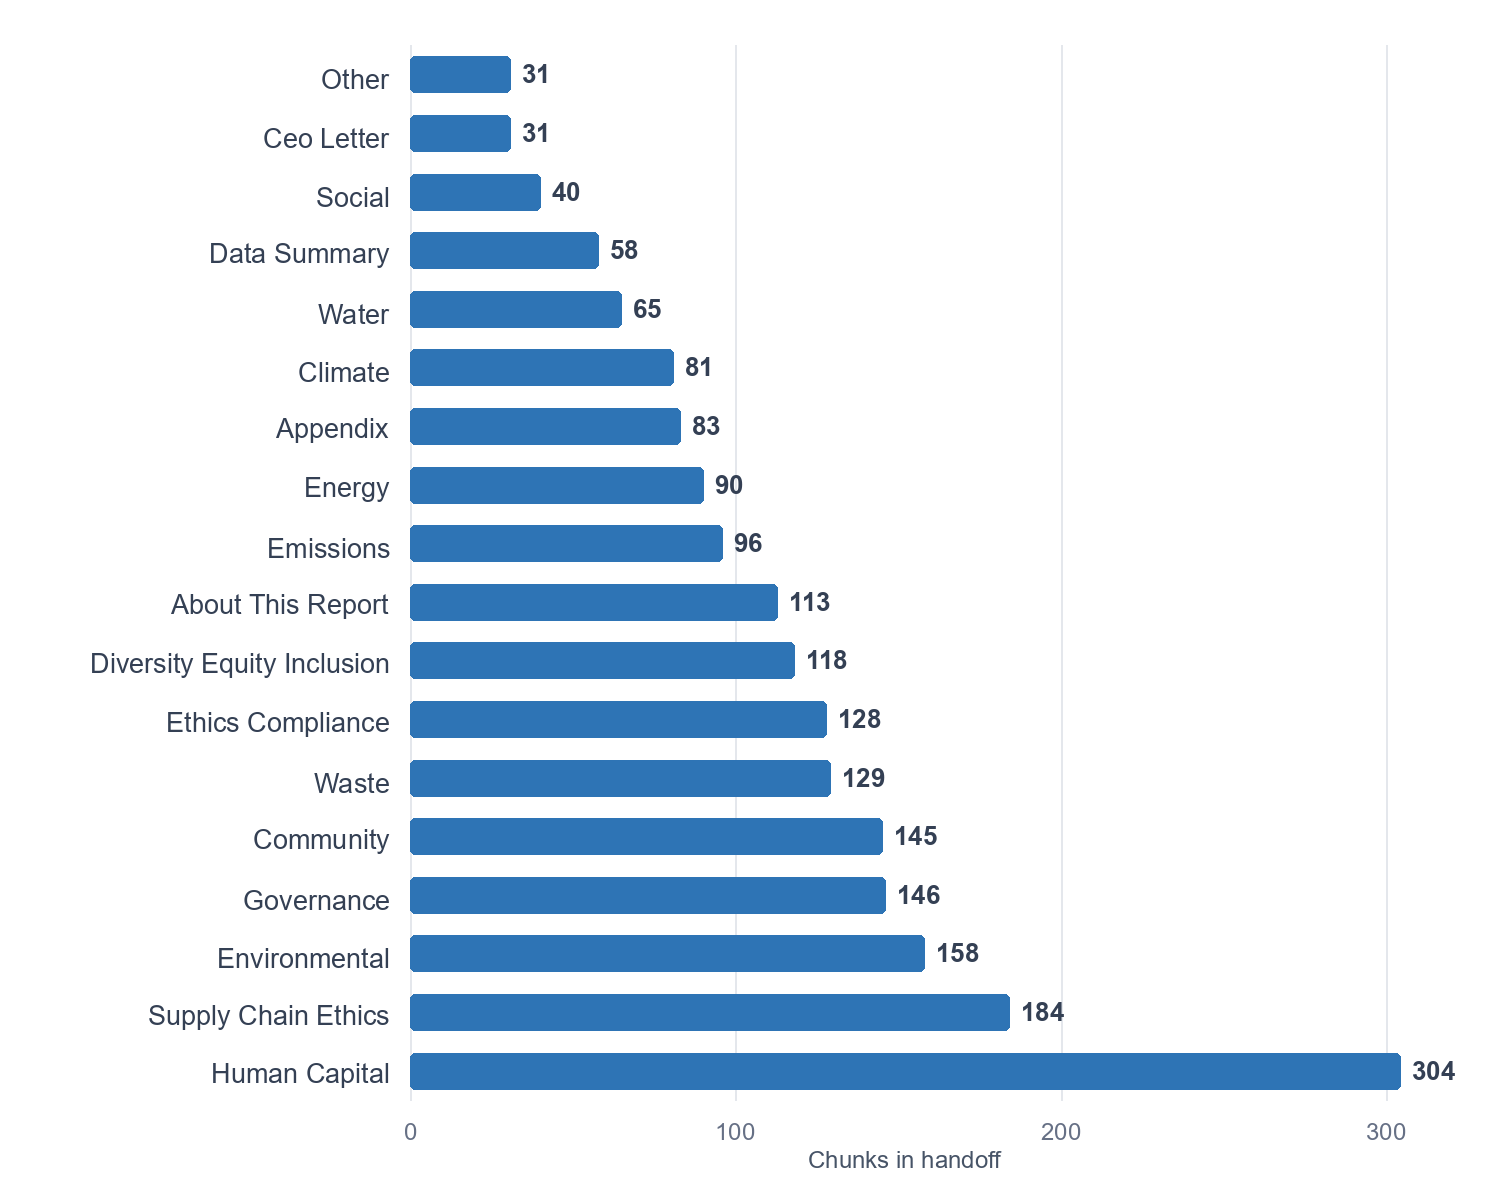 Other 31
Ceo Letter 31
Social 40
Data Summary 58
Water 65
Climate 81
Appendix 83
Energy 90
Emissions 96
About This Report 113
Diversity Equity Inclusion 118
Ethics Compliance 128
Waste 129
Community 145
Governance 146
Environmental 158
Supply Chain Ethics 184
Human Capital 304
0 100 200 300
Chunks in handoff